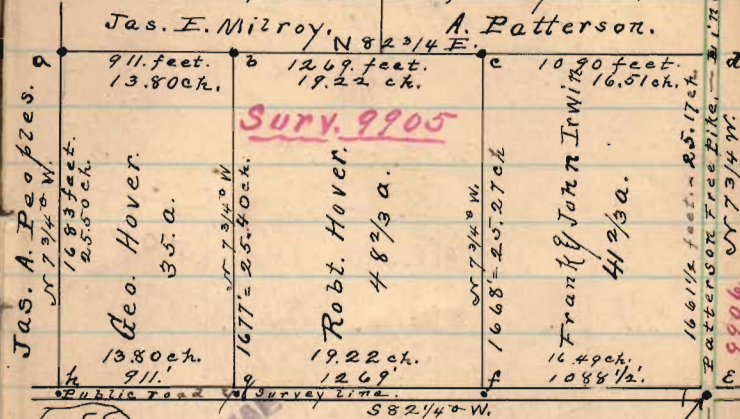 Jas. E. Milroy. A. Patterson.
N 82 3/4 E.
a b c d
911. feet. 1269. feet. 1090 feet.
13.80 ch. 19.22 ch. 16.51 ch.
Surv. 9905
Jas. A. Peoples.
N 7 3/4° W.
1683 feet.
25.50 ch.
Geo. Hover.
35. a.
N 7 3/4° W.
1677' = 25.40 ch.
Robt. Hover.
48 2/3 a.
N 7 3/4° W.
1668' = 25.27 ch
Frank & John Irwin
41 2/3 a.
1661 1/2 feet. - 25.17 ch
Patterson Free Pike.
N 7 3/4 W.
9906.
13.80 ch. 19.22 ch. 16.49 ch.
911.' 1269' 1088 1/2.'
h g f E
Public road & Survey line.
S 82 1/4° W.